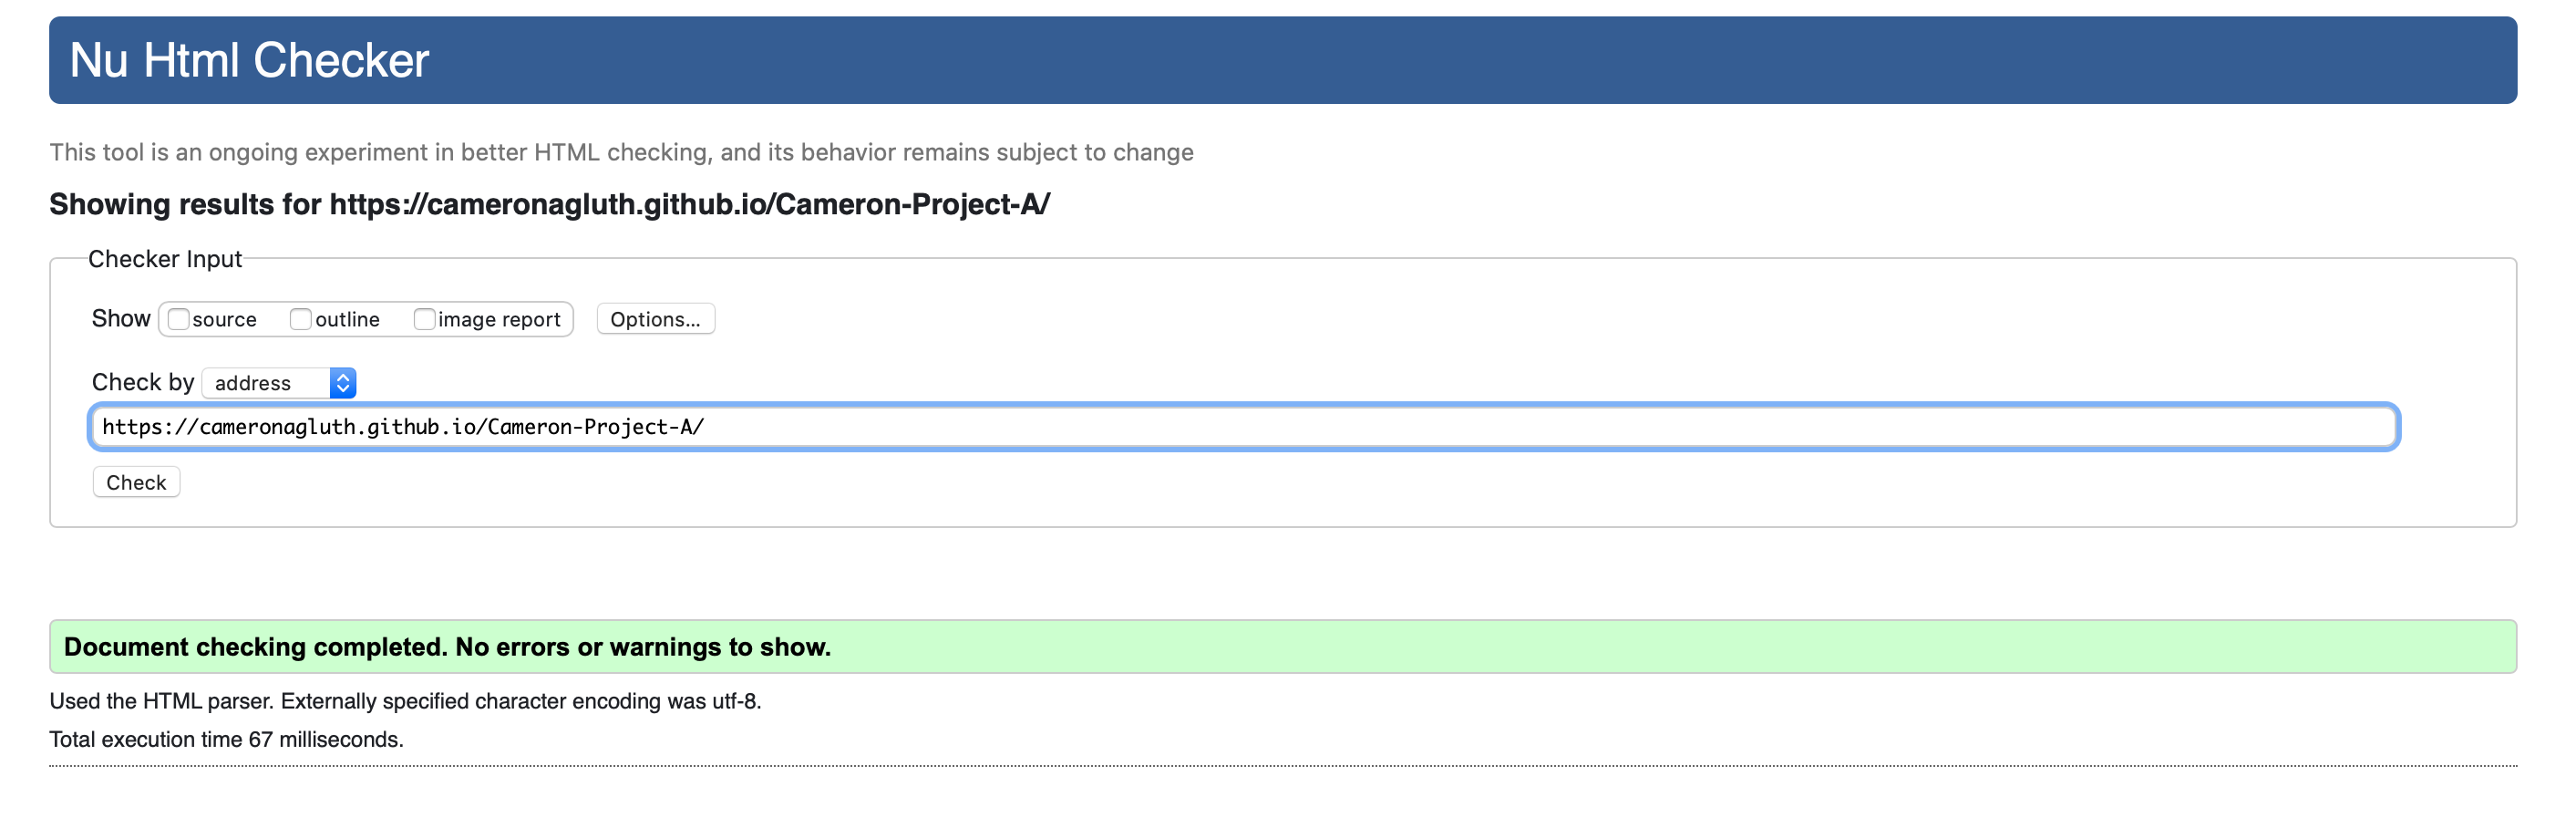 Nu Html Checker
This tool is an ongoing experiment in better HTML checking, and its behavior remains subject to change
Showing results for https://cameronagluth.github.io/Cameron-Project-A/
Checker Input
Show source outline image report Options...
Check by address
https://cameronagluth.github.io/Cameron-Project-A/
Check
Document checking completed. No errors or warnings to show.
Used the HTML parser. Externally specified character encoding was utf-8.
Total execution time 67 milliseconds.